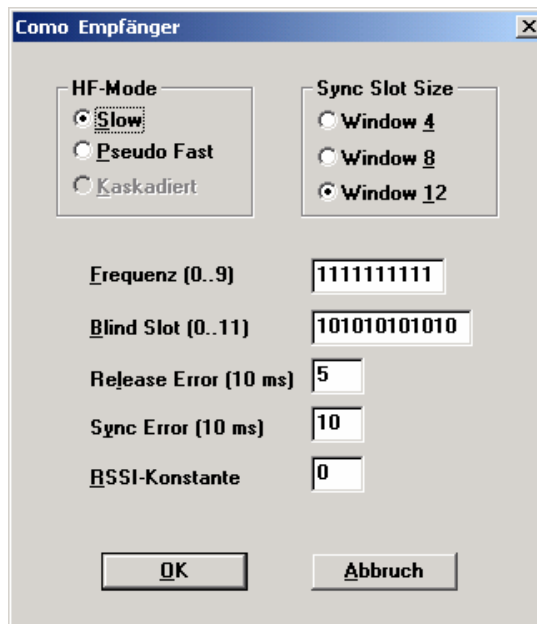 Como Empfänger
HF-Mode
Slow
Pseudo Fast
Kaskadiert
Sync Slot Size
Window 4
Window 8
Window 12
Frequenz (0..9) 1111111111
Blind Slot (0..11) 101010101010
Release Error (10 ms) 5
Sync Error (10 ms) 10
RSSI-Konstante 0
OK Abbruch